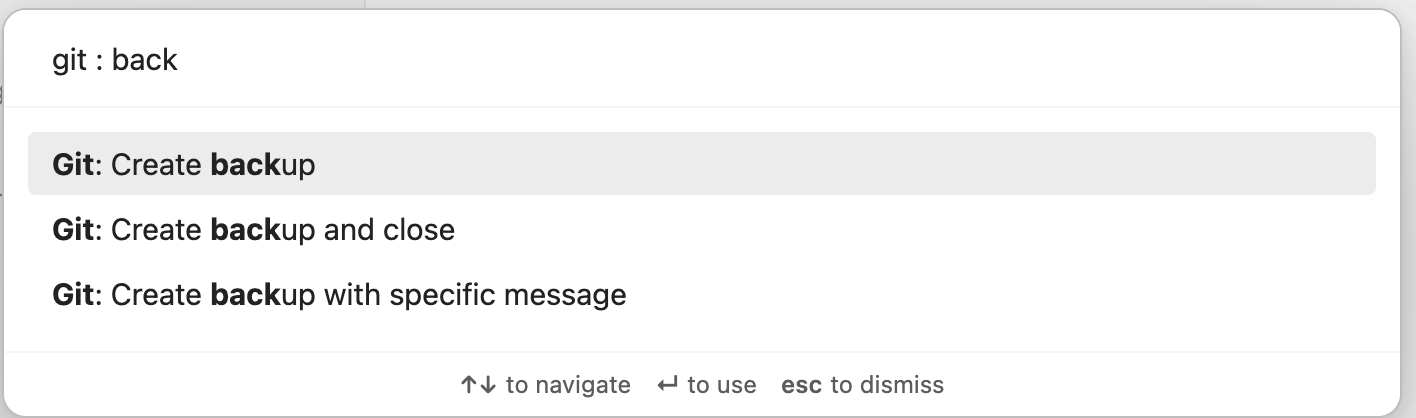 git : back
Git: Create backup
Git: Create backup and close
Git: Create backup with specific message
↑↓ to navigate ↵ to use esc to dismiss